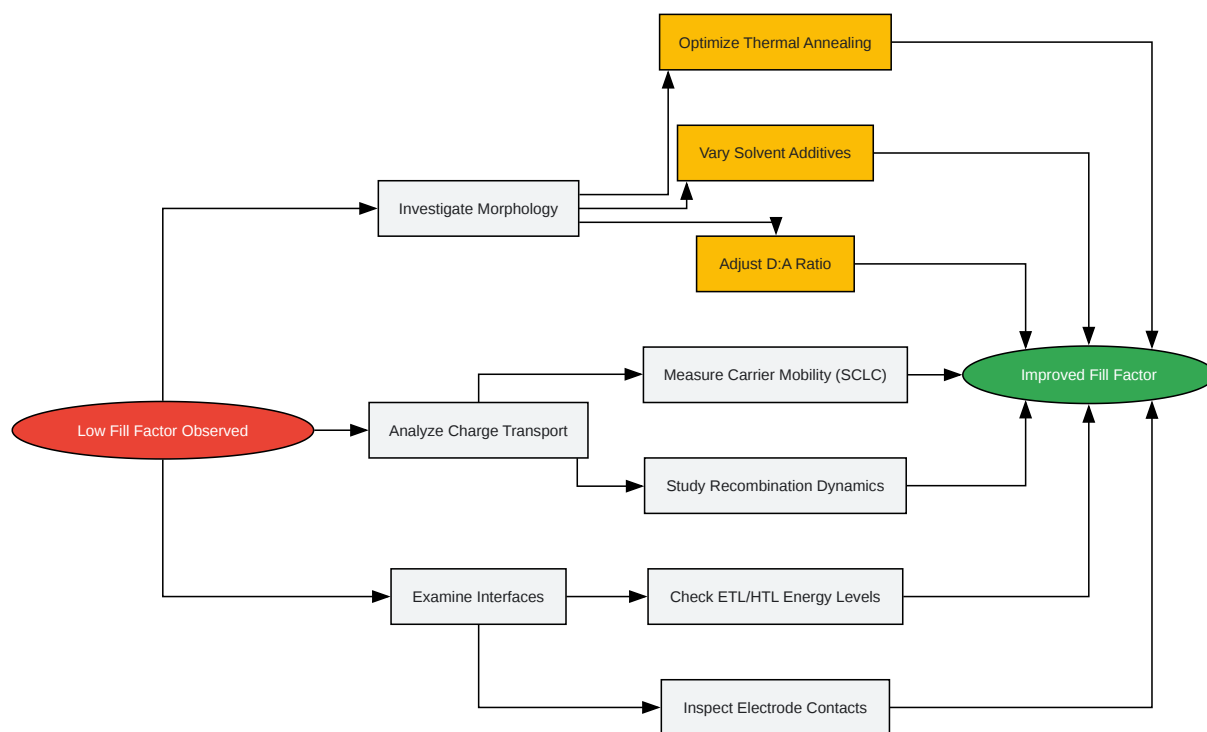 Optimize Thermal Annealing
Vary Solvent Additives
Investigate Morphology
Adjust D:A Ratio
Measure Carrier Mobility (SCLC)
Improved Fill Factor
Low Fill Factor Observed
Analyze Charge Transport
Study Recombination Dynamics
Examine Interfaces
Check ETL/HTL Energy Levels
Inspect Electrode Contacts